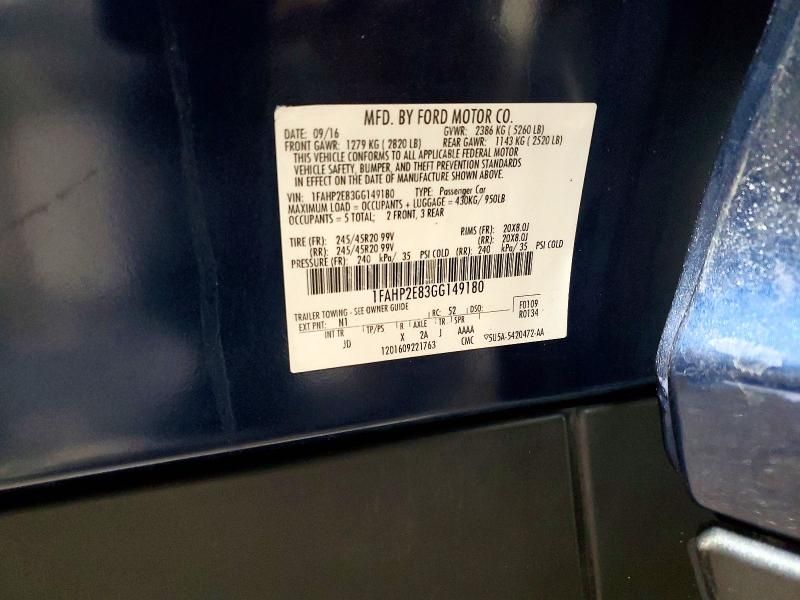 MFD. BY FORD MOTOR CO.
DATE: 09/16 GVWR: 2386 KG ( 5260 LB)
FRONT GAWR: 1279 KG ( 2820 LB) REAR GAWR: 1143 KG ( 2520 LB)
THIS VEHICLE CONFORMS TO ALL APPLICABLE FEDERAL MOTOR
VEHICLE SAFETY, BUMPER, AND THEFT PREVENTION STANDARDS
IN EFFECT ON THE DATE OF MANUFACTURE SHOWN ABOVE.
VIN: 1FAHP2E83GG149180 TYPE: Passenger Car
MAXIMUM LOAD = OCCUPANTS + LUGGAGE = 430KG/ 950LB
OCCUPANTS = 5 TOTAL; 2 FRONT, 3 REAR
TIRE (FR): 245/45R20 99V RIMS (FR): 20X8.0J
(RR): 245/45R20 99V (RR): 20X8.0J
PRESSURE (FR): 240 kPa/ 35 PSI COLD (RR): 240 kPa/ 35 PSI COLD
1FAHP2E83GG149180
TRAILER TOWING - SEE OWNER GUIDE
EXT PNT: N1 RC: 52 DSO: F0109
R0134
INT TR TP/PS R AXLE TR SPR
JD X 2A J AAAA
1201609221763 CMC 5U5A-5420472-AA